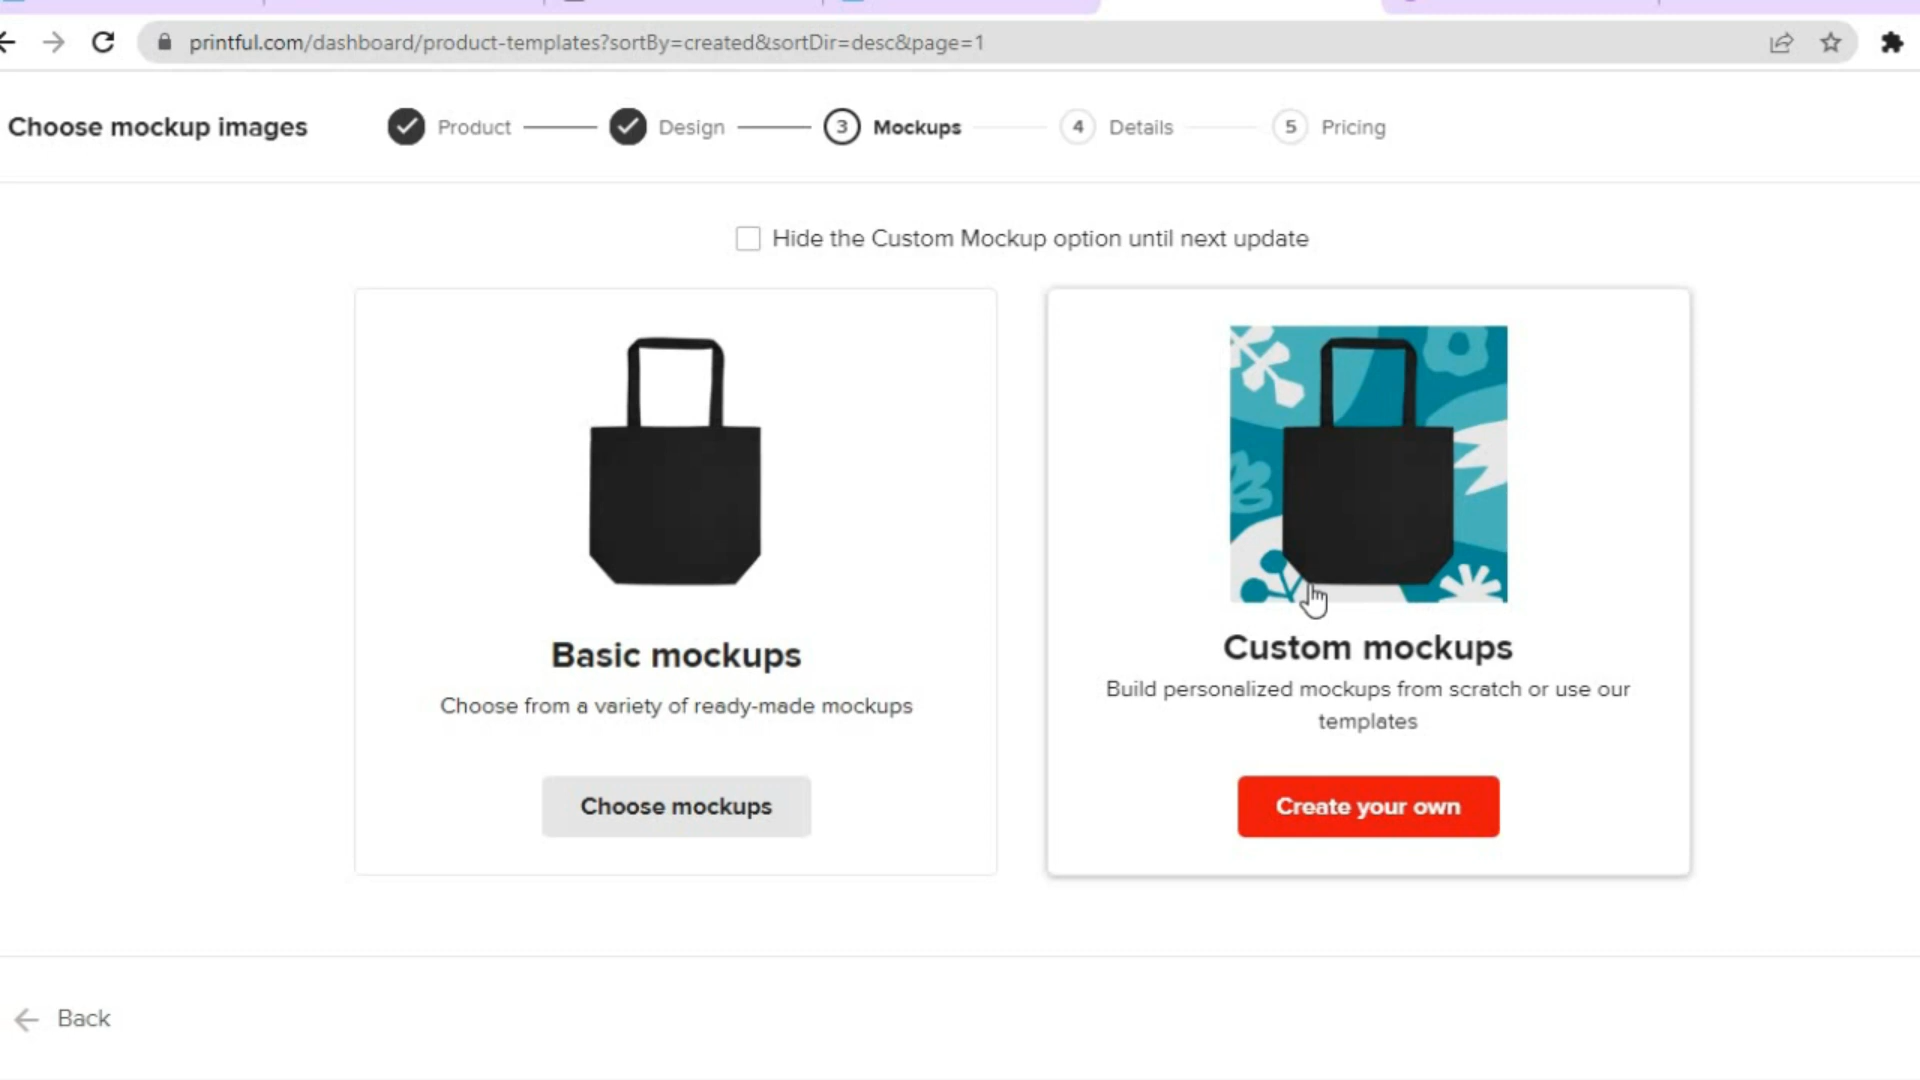 printful.com/dashboard/product-templates?sortBy=created&sortDir=desc&page=1
Choose mockup images
Product
Design
3 Mockups
4 Details
5 Pricing
Hide the Custom Mockup option until next update
Basic mockups
Choose from a variety of ready-made mockups
Choose mockups
Custom mockups
Build personalized mockups from scratch or use our
templates
Create your own
Back